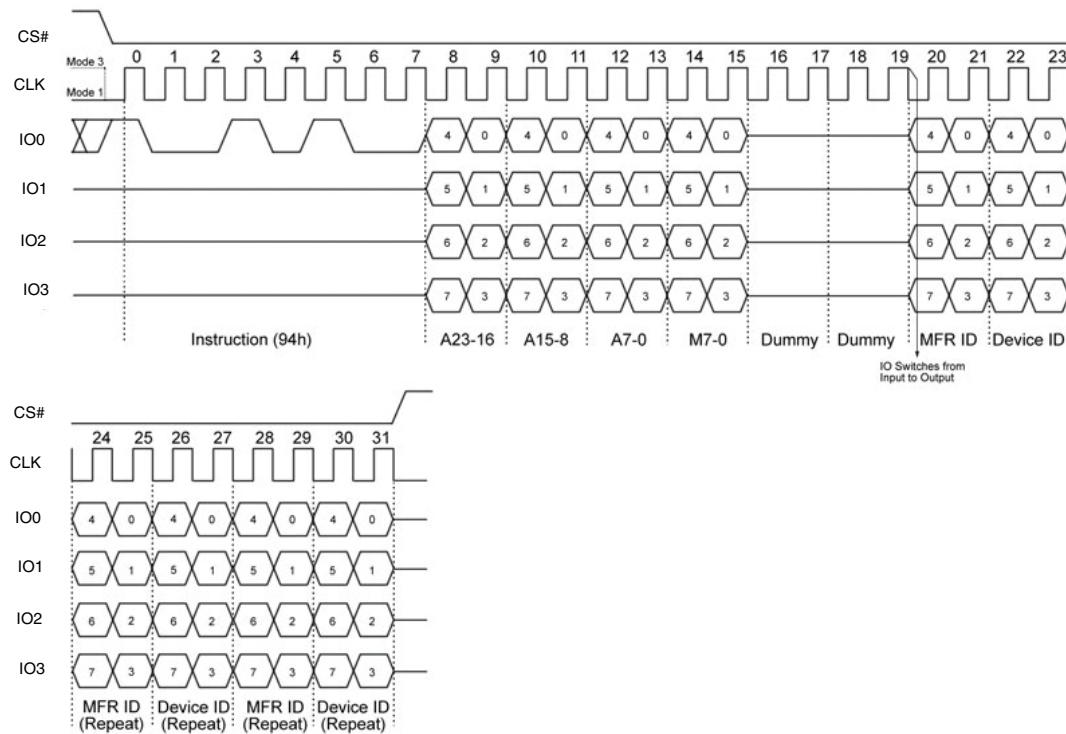 CS#
0 1 2 3 4 5 6 7 8 9 10 11 12 13 14 15 16 17 18 19 20 21 22 23
Mode 3
CLK
Mode 1
IO0 4 0 4 0 4 0 4 0 4 0 4 0
IO1 5 1 5 1 5 1 5 1 5 1 5 1
IO2 6 2 6 2 6 2 6 2 6 2 6 2
IO3 7 3 7 3 7 3 7 3 7 3 7 3
Instruction (94h) A23-16 A15-8 A7-0 M7-0 Dummy Dummy MFR ID Device ID
IO Switches from
Input to Output
CS#
24 25 26 27 28 29 30 31
CLK
IO0 4 0 4 0 4 0 4 0
IO1 5 1 5 1 5 1 5 1
IO2 6 2 6 2 6 2 6 2
IO3 7 3 7 3 7 3 7 3
MFR ID Device ID MFR ID Device ID
(Repeat) (Repeat) (Repeat) (Repeat)